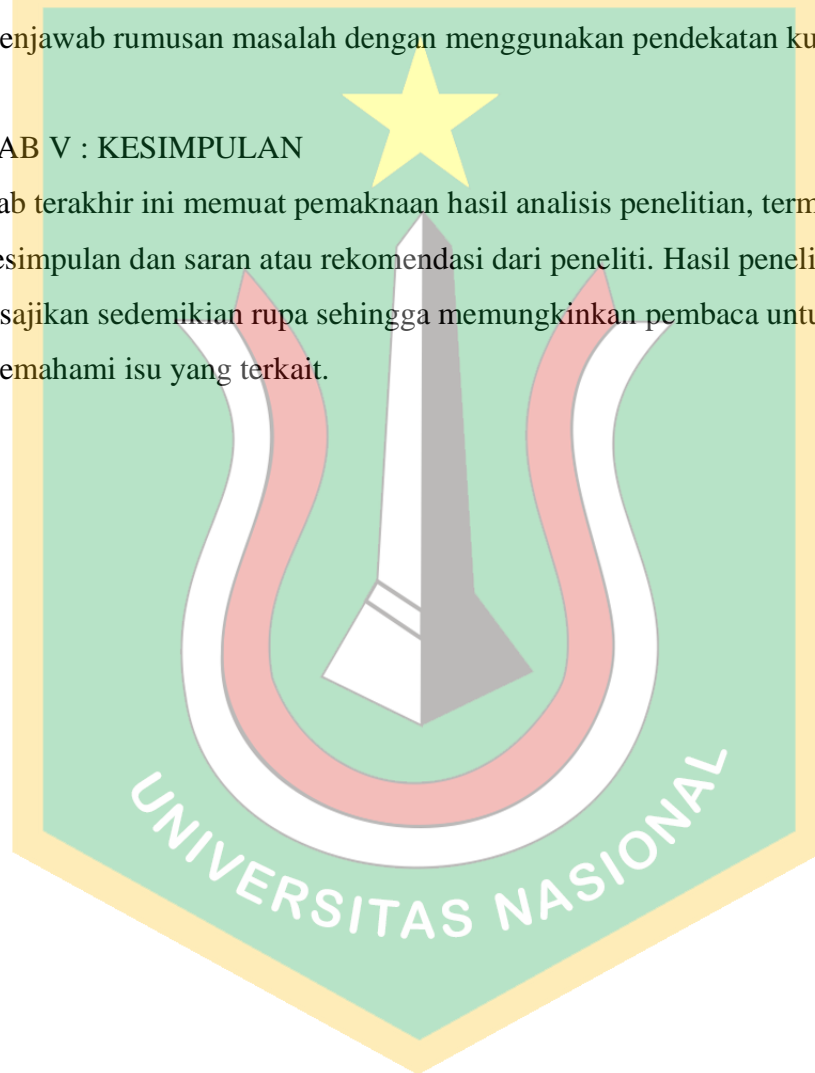 enjawab rumusan masalah dengan menggunakan pendekatan ku
AB V : KESIMPULAN
ab terakhir ini memuat pemaknaan hasil analisis penelitian, term
esimpulan dan saran atau rekomendasi dari peneliti. Hasil peneli
sajikan sedemikian rupa sehingga memungkinkan pembaca untu
emahami isu yang terkait.
UNIVERSITAS NASIONAL